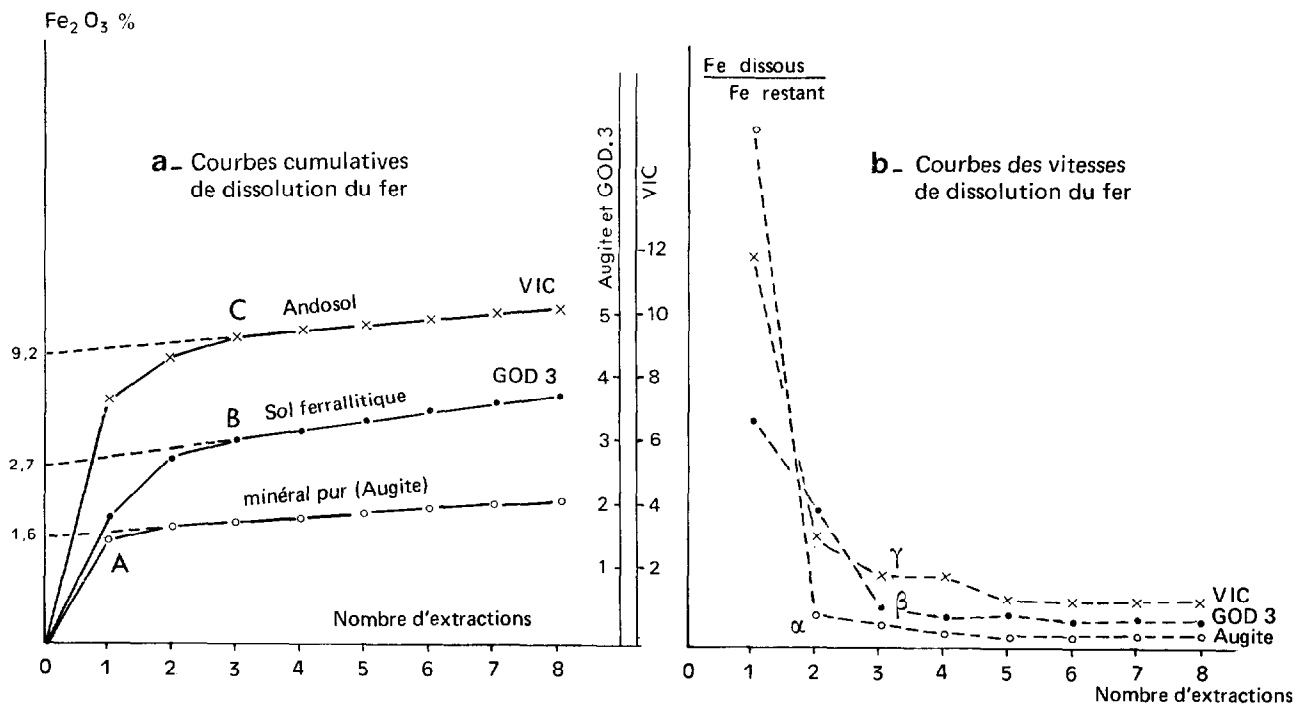 Fe2O3 %
a_ Courbes cumulatives
de dissolution du fer
Augite et GOD.3
VIC
12
10
8
6
4
2
5
4
3
2
1
9,2
2,7
1,6
C
Andosol
VIC
B
Sol ferrallitique
GOD 3
minéral pur (Augite)
A
Nombre d'extractions
0 1 2 3 4 5 6 7 8
Fe dissous
Fe restant
b_ Courbes des vitesses
de dissolution du fer
γ
β
α
VIC
GOD 3
Augite
0 1 2 3 4 5 6 7 8
Nombre d'extractions